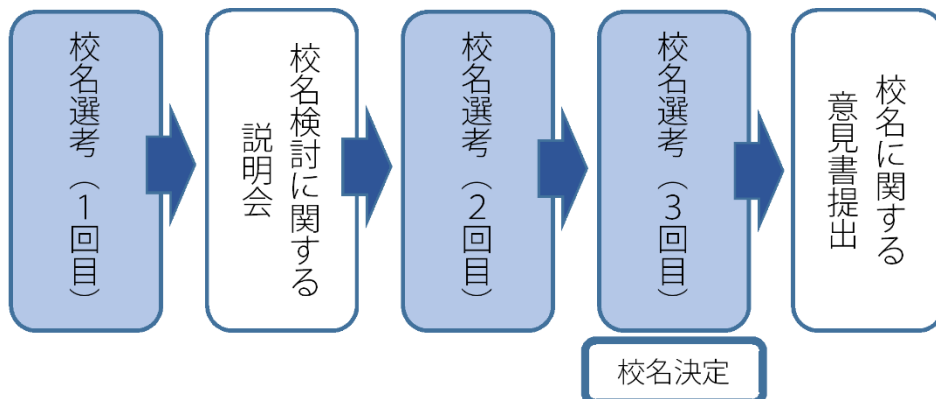 校名選考（１回目）
校名検討に関する
説明会
校名選考（２回目）
校名選考（３回目）
校名決定
校名に関する
意見書提出